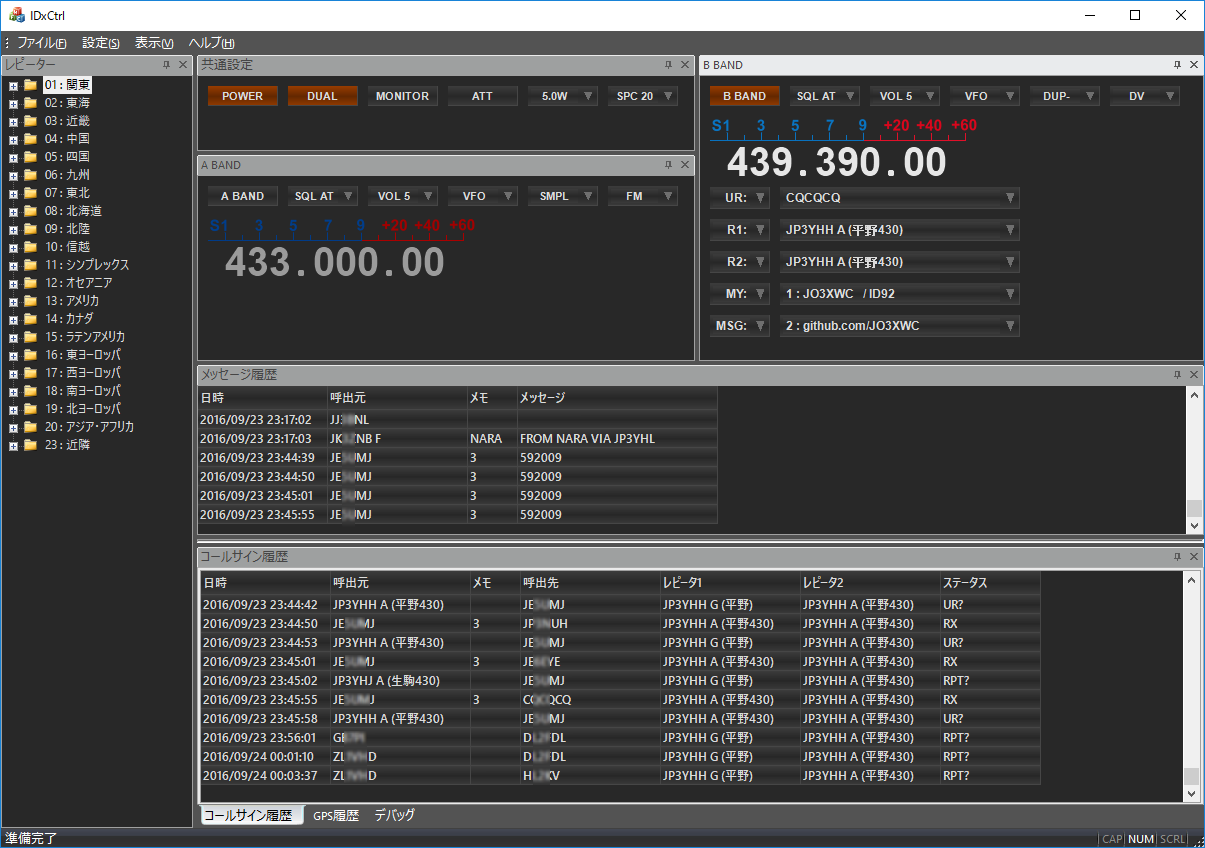 IDxCtrl
ファイル(F) 設定(S) 表示(V) ヘルプ(H)
レピーター
01 : 関東
02 : 東海
03 : 近畿
04 : 中国
05 : 四国
06 : 九州
07 : 東北
08 : 北海道
09 : 北陸
10 : 信越
11 : シンプレックス
12 : オセアニア
13 : アメリカ
14 : カナダ
15 : ラテンアメリカ
16 : 東ヨーロッパ
17 : 西ヨーロッパ
18 : 南ヨーロッパ
19 : 北ヨーロッパ
20 : アジア・アフリカ
23 : 近隣
共通設定
POWER DUAL MONITOR ATT 5.0W SPC 20
A BAND
A BAND SQL AT VOL 5 VFO SMPL FM
S1 3 5 7 9 +20 +40 +60
433.000.00
B BAND
B BAND SQL AT VOL 5 VFO DUP- DV
S1 3 5 7 9 +20 +40 +60
439.390.00
UR: CQCQCQ
R1: JP3YHH A (平野430)
R2: JP3YHH A (平野430)
MY: 1 : JO3XWC / ID92
MSG: 2 : github.com/JO3XWC
メッセージ履歴
日時 呼出元 メモ メッセージ
2016/09/23 23:17:02 JJ NL
2016/09/23 23:17:03 JK NB F NARA FROM NARA VIA JP3YHL
2016/09/23 23:44:39 JE MJ 3 592009
2016/09/23 23:44:50 JE MJ 3 592009
2016/09/23 23:45:01 JE MJ 3 592009
2016/09/23 23:45:55 JE MJ 3 592009
コールサイン履歴
日時 呼出元 メモ 呼出先 レピータ1 レピータ2 ステータス
2016/09/23 23:44:42 JP3YHH A (平野430) JE MJ JP3YHH G (平野) JP3YHH A (平野430) UR?
2016/09/23 23:44:50 JE MJ 3 JP UH JP3YHH A (平野430) JP3YHH A (平野430) RX
2016/09/23 23:44:53 JP3YHH A (平野430) JE MJ JP3YHH G (平野) JP3YHH A (平野430) UR?
2016/09/23 23:45:01 JE MJ 3 JE YE JP3YHH A (平野430) JP3YHH A (平野430) RX
2016/09/23 23:45:02 JP3YHJ A (生駒430) JE MJ JP3YHH G (平野) JP3YHH A (平野430) RPT?
2016/09/23 23:45:55 JE J 3 CQ QCQ JP3YHH A (平野430) JP3YHH A (平野430) RX
2016/09/23 23:45:58 JP3YHH A (平野430) JE MJ JP3YHH G (平野) JP3YHH A (平野430) UR?
2016/09/23 23:56:01 G D DL JP3YHH G (平野) JP3YHH A (平野430) RPT?
2016/09/24 00:01:10 ZL D D DL JP3YHH G (平野) JP3YHH A (平野430) RPT?
2016/09/24 00:03:37 ZL D H V JP3YHH G (平野) JP3YHH A (平野430) RPT?
コールサイン履歴 GPS履歴 デバッグ
準備完了 CAP NUM SCRL